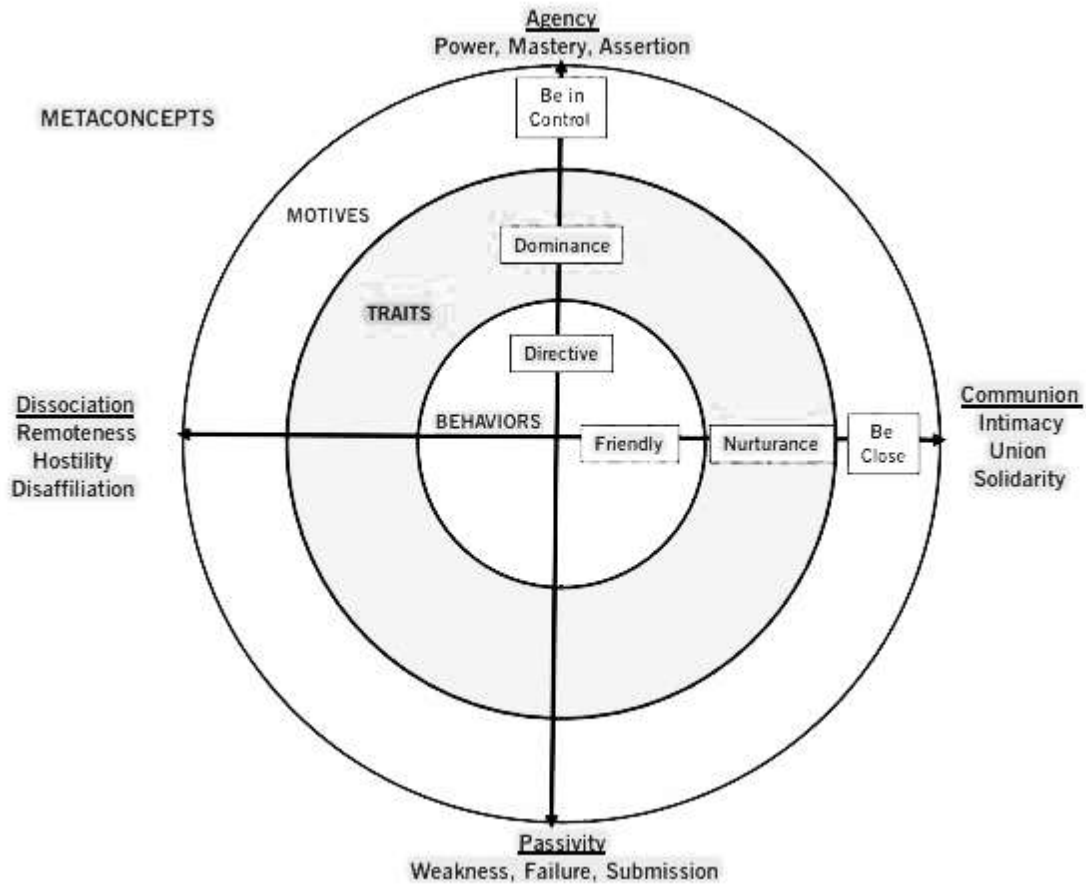 Agency
Power, Mastery, Assertion
METACONCEPTS
Be in
Control
MOTIVES
Dominance
TRAITS
Directive
BEHAVIORS
Friendly
Nurturance
Be
Close
Dissociation
Remoteness
Hostility
Disaffiliation
Communion
Intimacy
Union
Solidarity
Passivity
Weakness, Failure, Submission